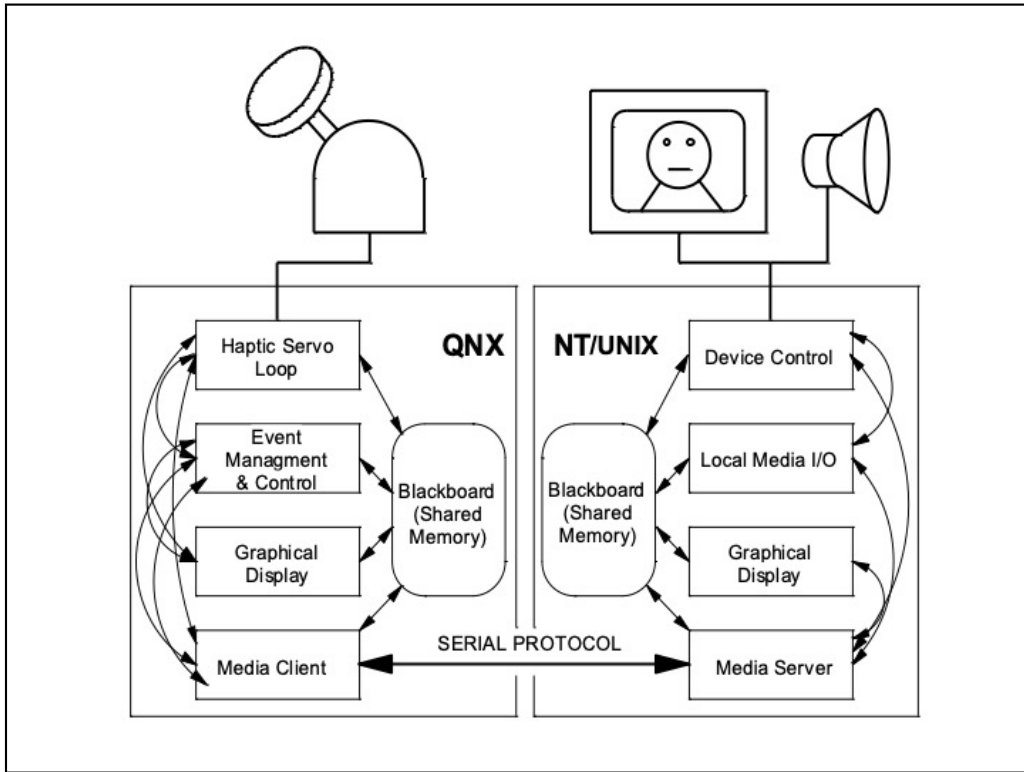 QNX
Haptic Servo
Loop
Event
Managment
& Control
Graphical
Display
Media Client
Blackboard
(Shared
Memory)
SERIAL PROTOCOL
NT/UNIX
Device Control
Local Media I/O
Graphical
Display
Media Server
Blackboard
(Shared
Memory)